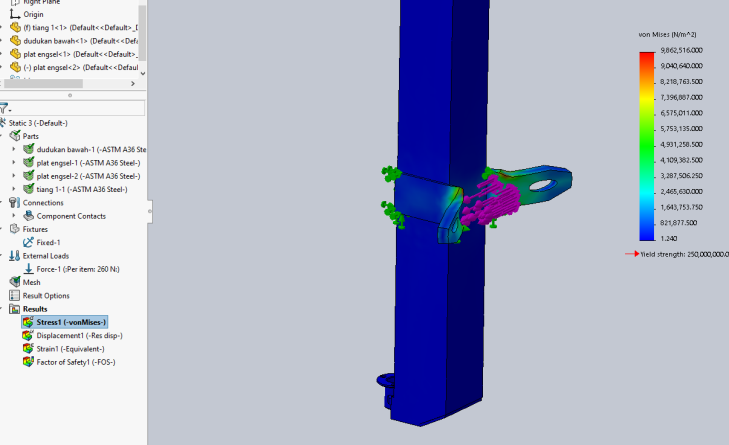 Right Plane
Origin
(f) tiang 1<1> (Default<<Default>_D
dudukan bawah<1> (Default<<Defa
plat engsel<1> (Default<<Default>_
(-) plat engsel<2> (Default<<Defaul
Static 3 (-Default-)
Parts
dudukan bawah-1 (-ASTM A36 Ste
plat engsel-1 (-ASTM A36 Steel-)
plat engsel-2 (-ASTM A36 Steel-)
tiang 1-1 (-ASTM A36 Steel-)
Connections
Component Contacts
Fixtures
Fixed-1
External Loads
Force-1 (:Per item: 260 N:)
Mesh
Result Options
Results
Stress1 (-vonMises-)
Displacement1 (-Res disp-)
Strain1 (-Equivalent-)
Factor of Safety1 (-FOS-)
von Mises (N/m^2)
9,862,516.000
9,040,640.000
8,218,763.500
7,396,887.000
6,575,011.000
5,753,135.000
4,931,258.500
4,109,382.500
3,287,506.250
2,465,630.000
1,643,753.750
821,877.500
1.240
Yield strength: 250,000,000.0